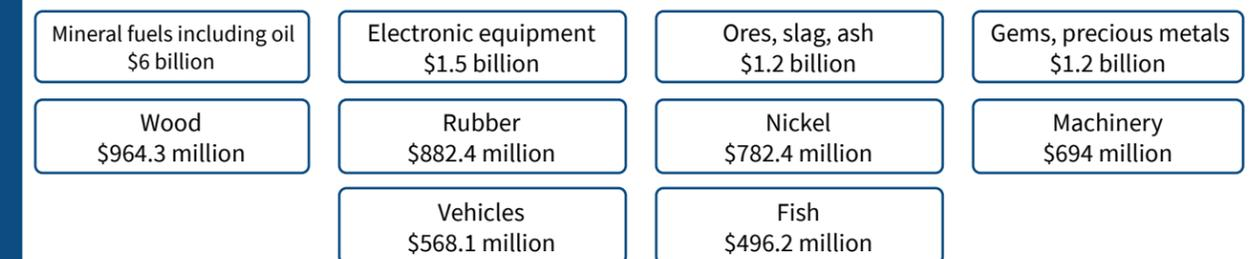 Mineral fuels including oil
$6 billion
Electronic equipment
$1.5 billion
Ores, slag, ash
$1.2 billion
Gems, precious metals
$1.2 billion
Wood
$964.3 million
Rubber
$882.4 million
Nickel
$782.4 million
Machinery
$694 million
Vehicles
$568.1 million
Fish
$496.2 million